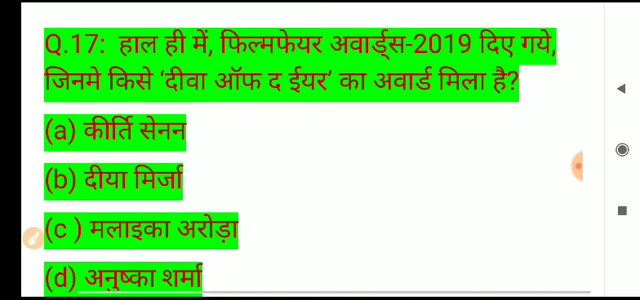 Q.17: हाल ही में, फिल्मफेयर अवार्ड्स-2019 दिए गये,
जिनमे किसे ‘दीवा ऑफ द ईयर’ का अवार्ड मिला है?
(a) कीर्ति सेनन
(b) दीया मिर्जा
(c ) मलाइका अरोड़ा
(d) अनुष्का शर्मा